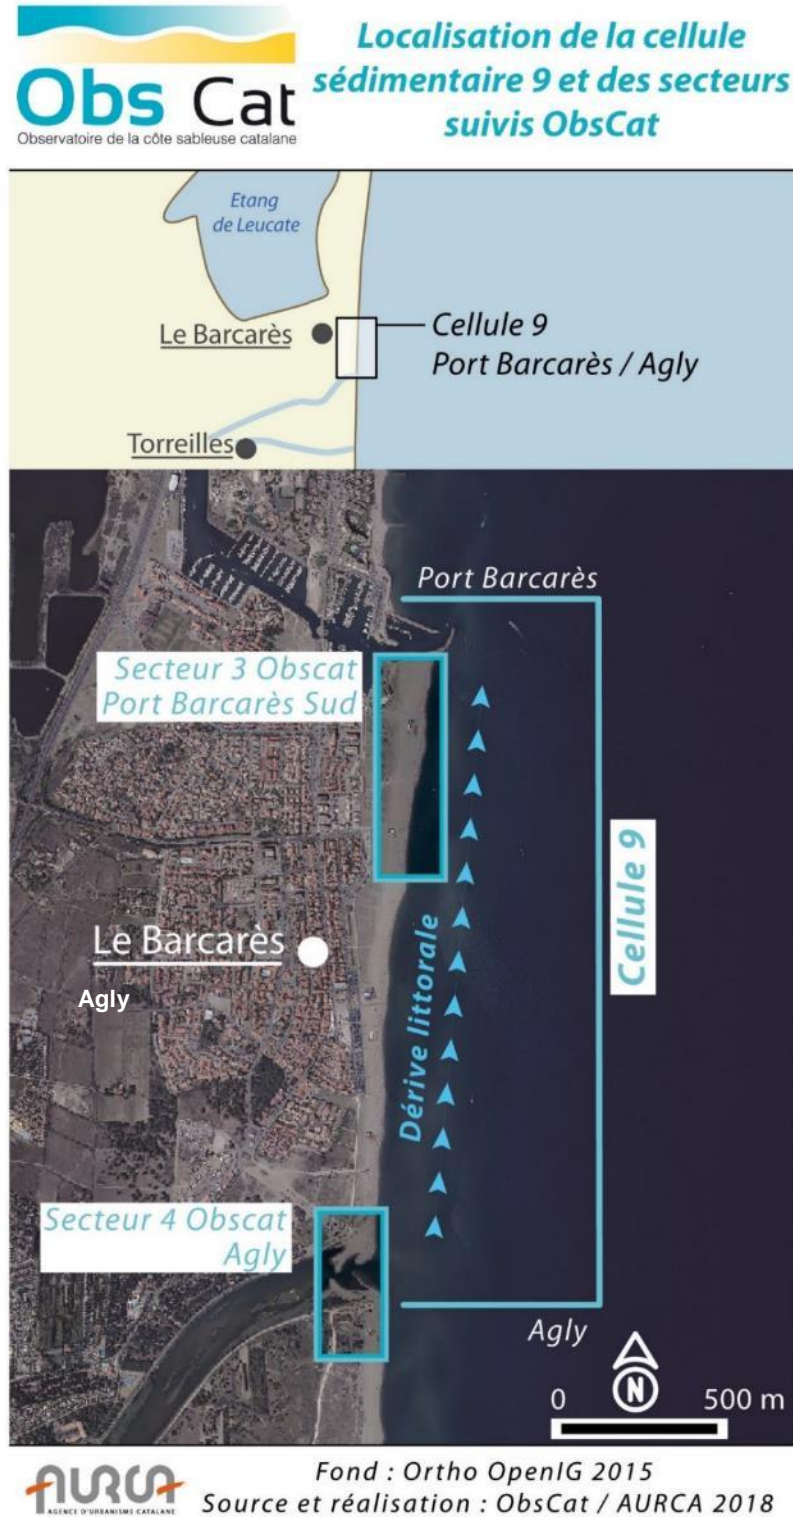 Obs Cat
Observatoire de la côte sableuse catalane
Localisation de la cellule
sédimentaire 9 et des secteurs
suivis ObsCat
Etang
de Leucate
Le Barcarès
Cellule 9
Port Barcarès / Agly
Torreilles
Port Barcarès
Secteur 3 Obscat
Port Barcarès Sud
Cellule 9
Dérive littorale
Le Barcarès
Agly
Secteur 4 Obscat
Agly
Agly
N
0 500 m
AURCA
AGENCE D'URBANISME CATALANE
Fond : Ortho OpenIG 2015
Source et réalisation : ObsCat / AURCA 2018